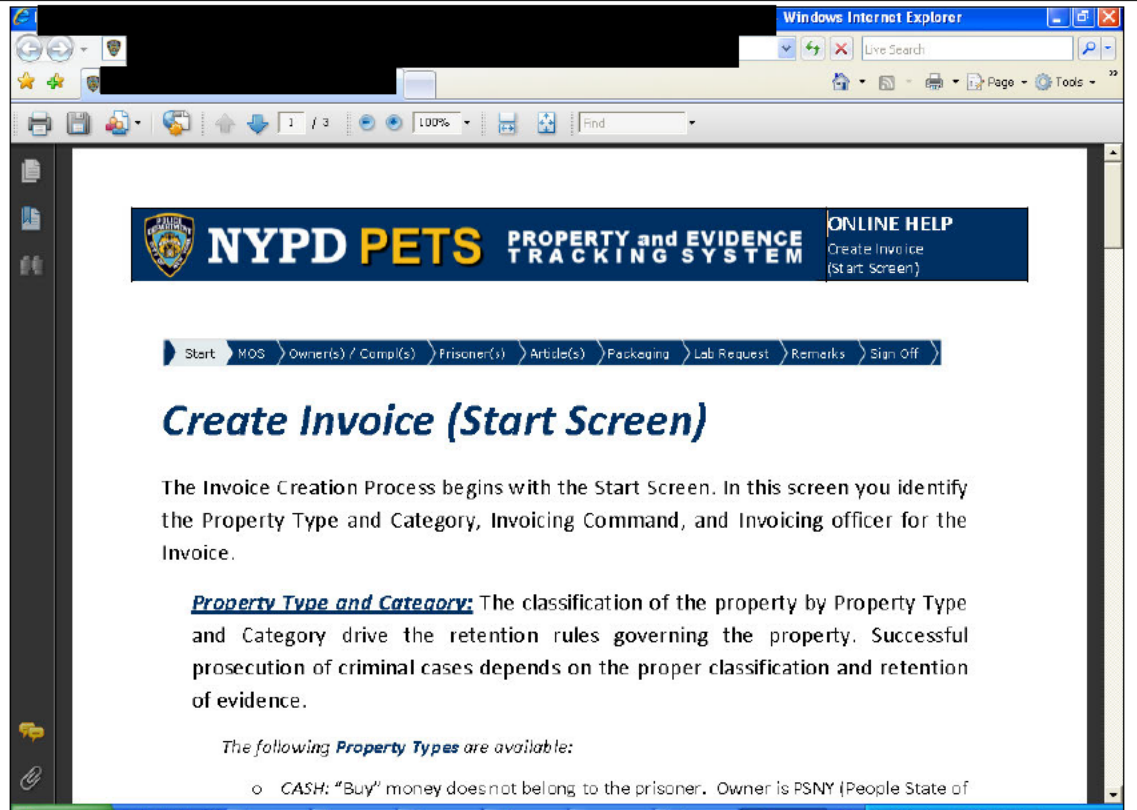 Windows Internet Explorer
Live Search
Page
Tools
1 / 3
100%
Find
NYPD PETS PROPERTY and EVIDENCE
TRACKING SYSTEM
ONLINE HELP
Create Invoice
(Start Screen)
Start
MOS
Owner(s) / Compl(s)
Prisoner(s)
Article(s)
Packaging
Lab Request
Remarks
Sign Off
Create Invoice (Start Screen)
The Invoice Creation Process begins with the Start Screen. In this screen you identify
the Property Type and Category, Invoicing Command, and Invoicing officer for the
Invoice.
Property Type and Category: The classification of the property by Property Type
and Category drive the retention rules governing the property. Successful
prosecution of criminal cases depends on the proper classification and retention
of evidence.
The following Property Types are available:
o CASH: "Buy" money does not belong to the prisoner. Owner is PSNY (People State of